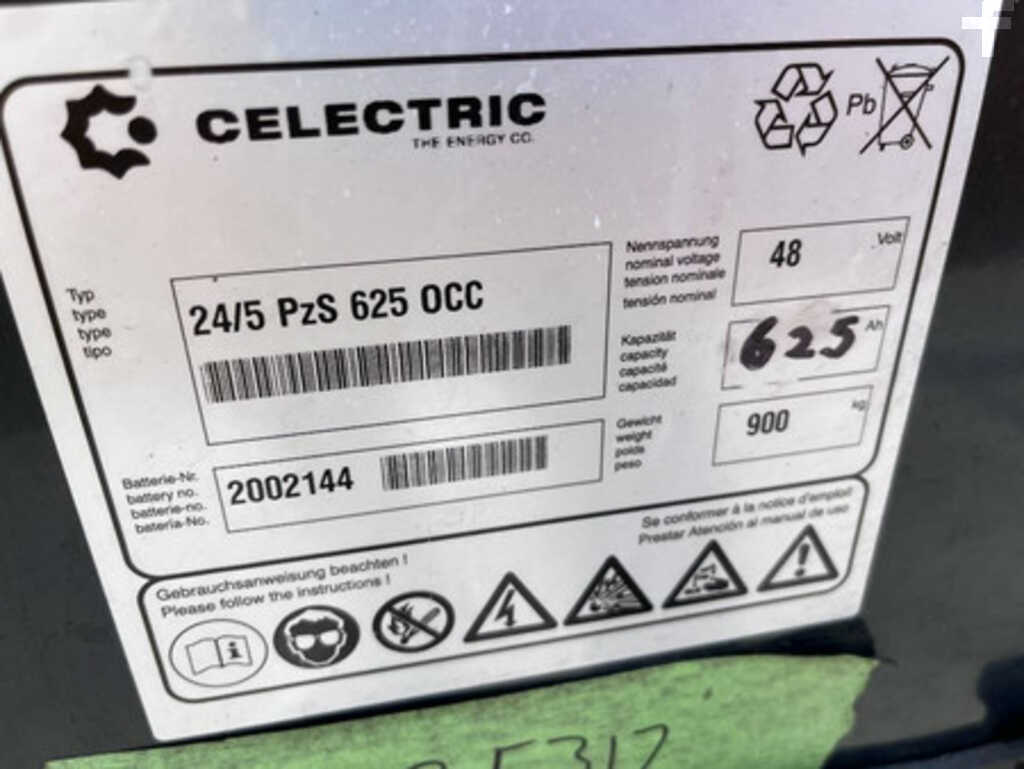 CELECTRIC
THE ENERGY CO.
Pb
Typ
type
type
tipo
24/5 PzS 625 OCC
Nennspannung
nominal voltage
tension nominale
tensión nominal
48 Volt
Kapazität
capacity
capacité
capacidad
625 Ah
Gewicht
weight
poids
peso
900 kg
Batterie-Nr.
battery no.
batterie-no.
batería-No.
2002144
Gebrauchsanweisung beachten !
Please follow the instructions !
Se conformer à la notice d'emploi!
Prestar Atención al manual de uso
i
5312